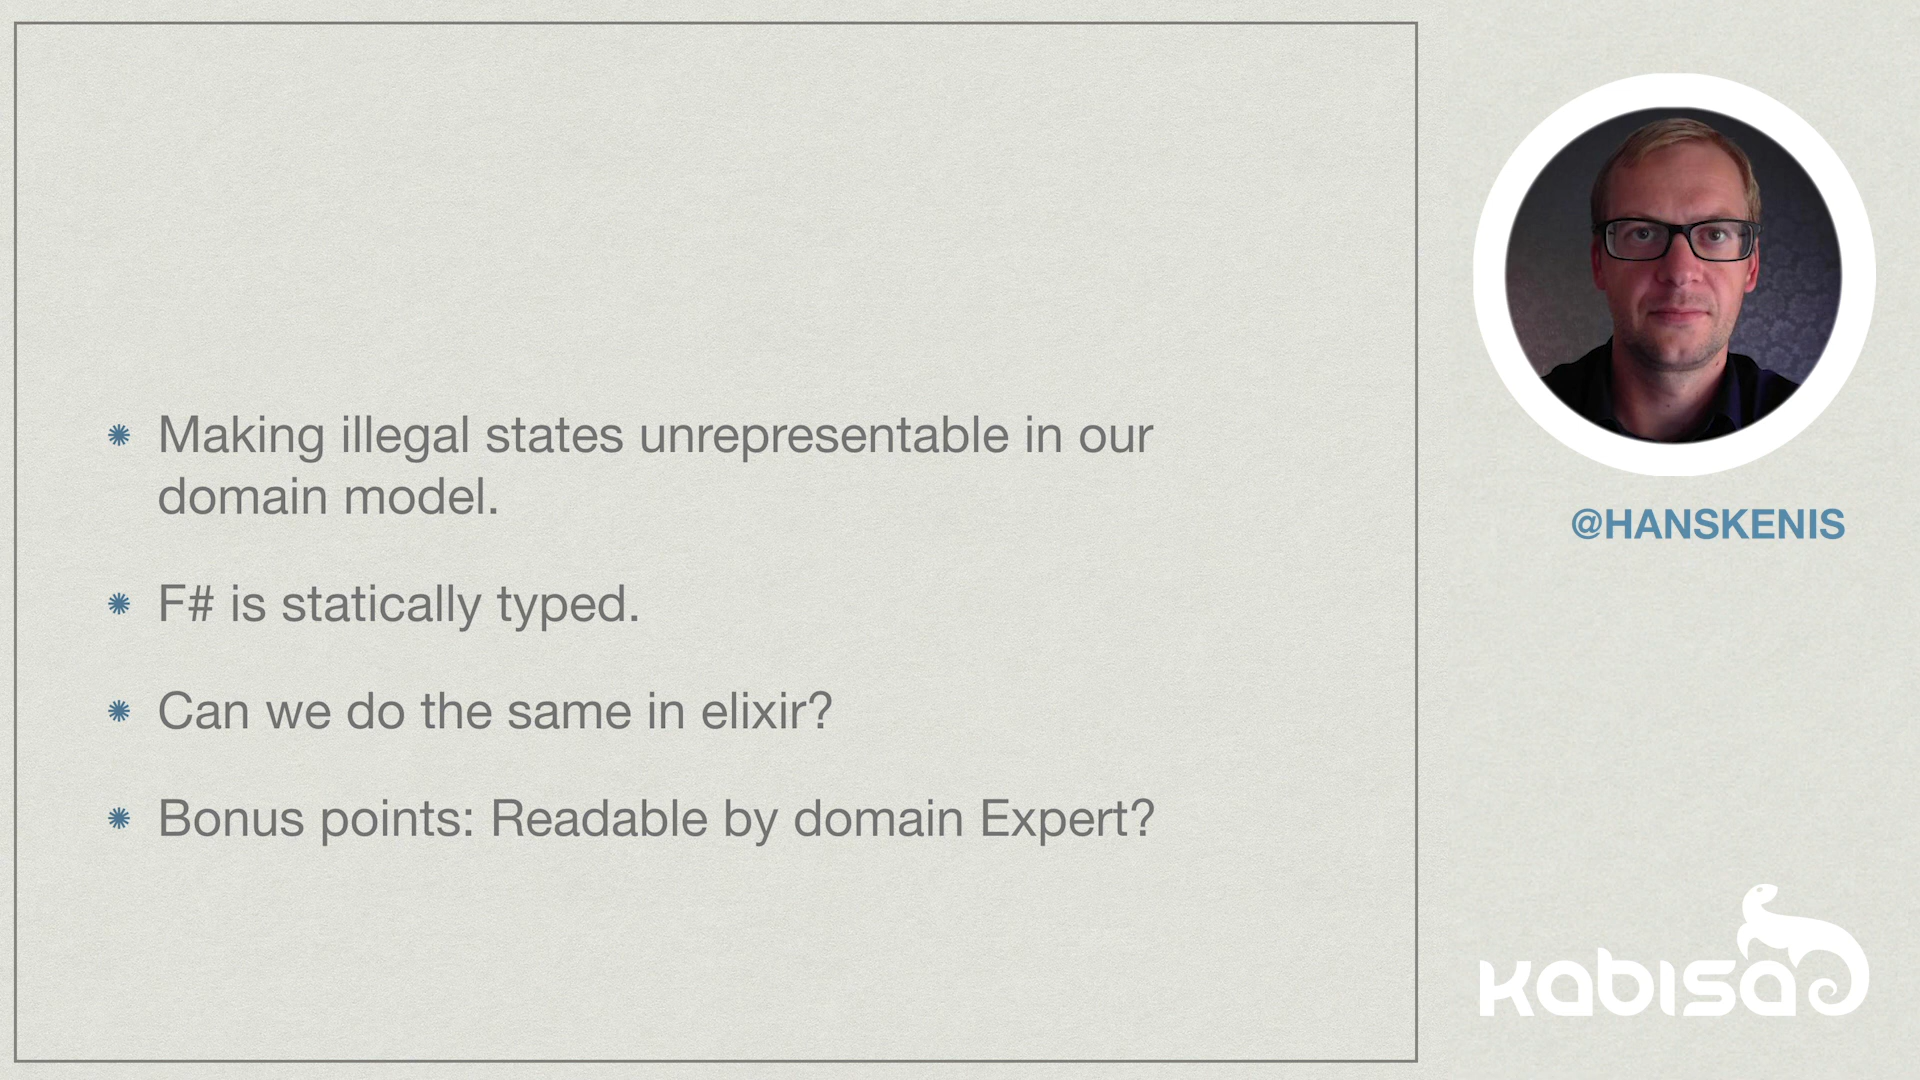 Making illegal states unrepresentable in our
domain model.
F# is statically typed.
Can we do the same in elixir?
Bonus points: Readable by domain Expert?
@HANSKENIS
kabisa